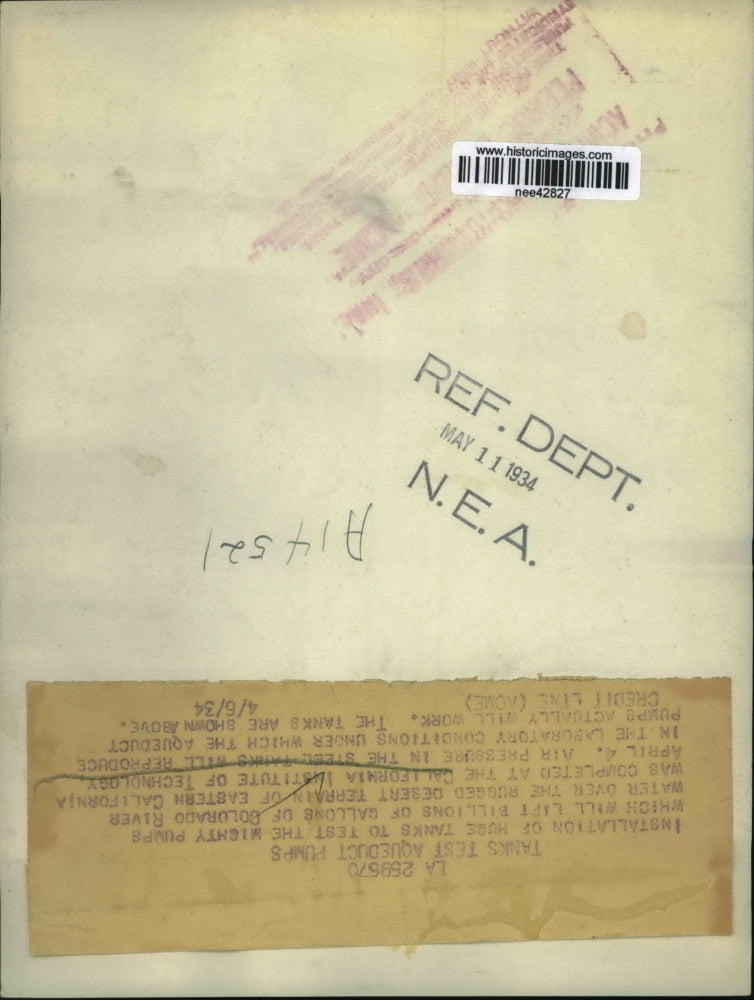 www.historicimages.com
nee42827
REF. DEPT.
MAY 11 1934
N.E.A.
A14521
LA 259570
TANKS TEST AQUEDUCT PUMPS
INSTALLATION OF HUGE TANKS TO TEST THE MIGHTY PUMPS
WHICH WILL LIFT BILLIONS OF GALLONS OF COLORADO RIVER
WATER OVER THE RUGGED DESERT TERRAIN OF EASTERN CALIFORNIA
WAS COMPLETED AT THE CALIFORNIA I STITUTE OF TECHNOLOGY,
APRIL 4. AIR PRESSURE IN THE STEEL TANKS WILL REPRODUCE
IN THE LABORATORY CONDITIONS UNDER WHICH THE AQUEDUCT
PUMPS ACTUALLY WILL WORK. THE TANKS ARE SHOWN ABOVE.
CREDIT LINE (ACME) 4/6/34